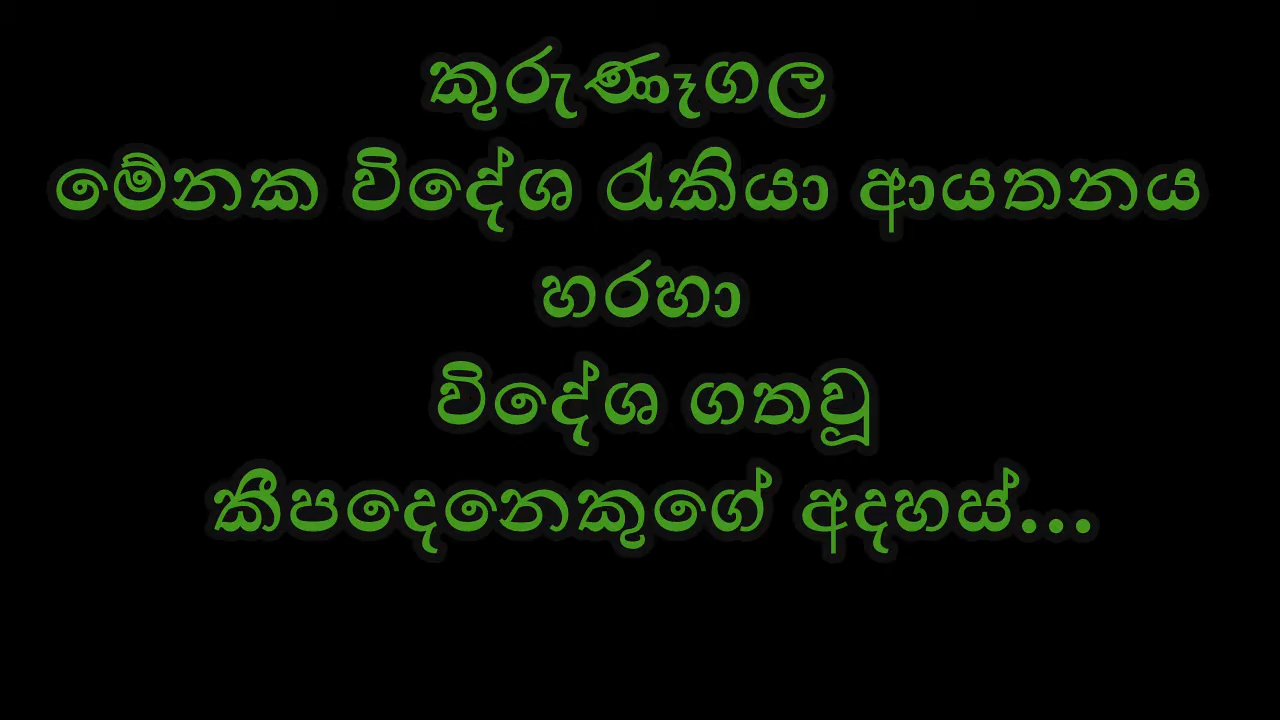 කුරුණෑගල
මේනක විදේශ රැකියා ආයතනය
හරහා
විදේශ ගතවූ
කීපදෙනෙකුගේ අදහස්...